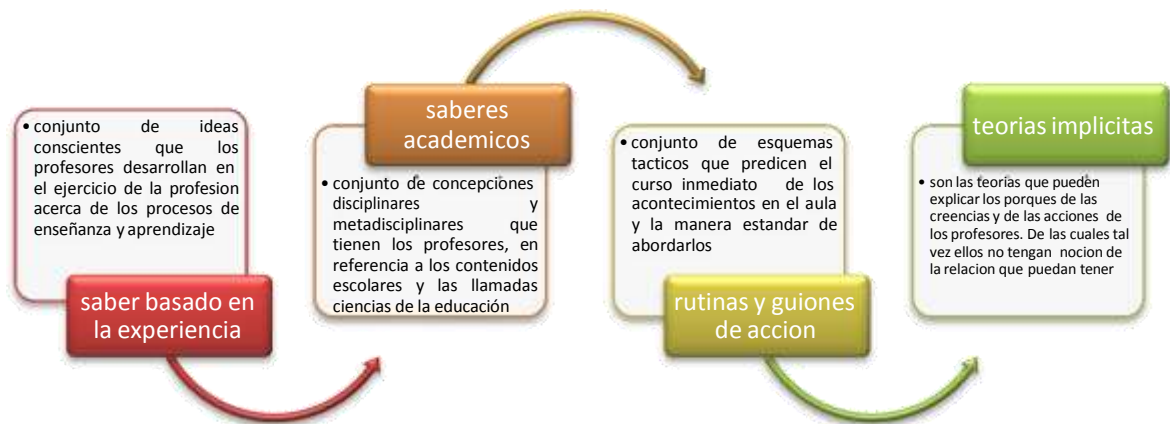 • conjunto de ideas
conscientes que los
profesores desarrollan en
el ejercicio de la profesion
acerca de los procesos de
enseñanza y aprendizaje
saber basado en
la experiencia
saberes
academicos
• conjunto de concepciones
disciplinares y
metadisciplinares que
tienen los profesores, en
referencia a los contenidos
escolares y las llamadas
ciencias de la educación
• conjunto de esquemas
tacticos que predicen el
curso inmediato de los
acontecimientos en el aula
y la manera estandar de
abordarlos
rutinas y guiones
de accion
teorias implicitas
• son las teorías que pueden
explicar los porques de las
creencias y de las acciones de
los profesores. De las cuales tal
vez ellos no tengan nocion de
la relacion que puedan tener